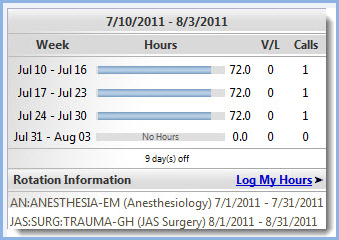 7/10/2011 - 8/3/2011
Week Hours V/L Calls
Jul 10 - Jul 16 72.0 0 1
Jul 17 - Jul 23 72.0 0 1
Jul 24 - Jul 30 72.0 0 1
Jul 31 - Aug 03 No Hours 0.0 0 0
9 day(s) off
Rotation Information Log My Hours
AN:ANESTHESIA-EM (Anesthesiology) 7/1/2011 - 7/31/2011
JAS:SURG:TRAUMA-GH (JAS Surgery) 8/1/2011 - 8/31/2011